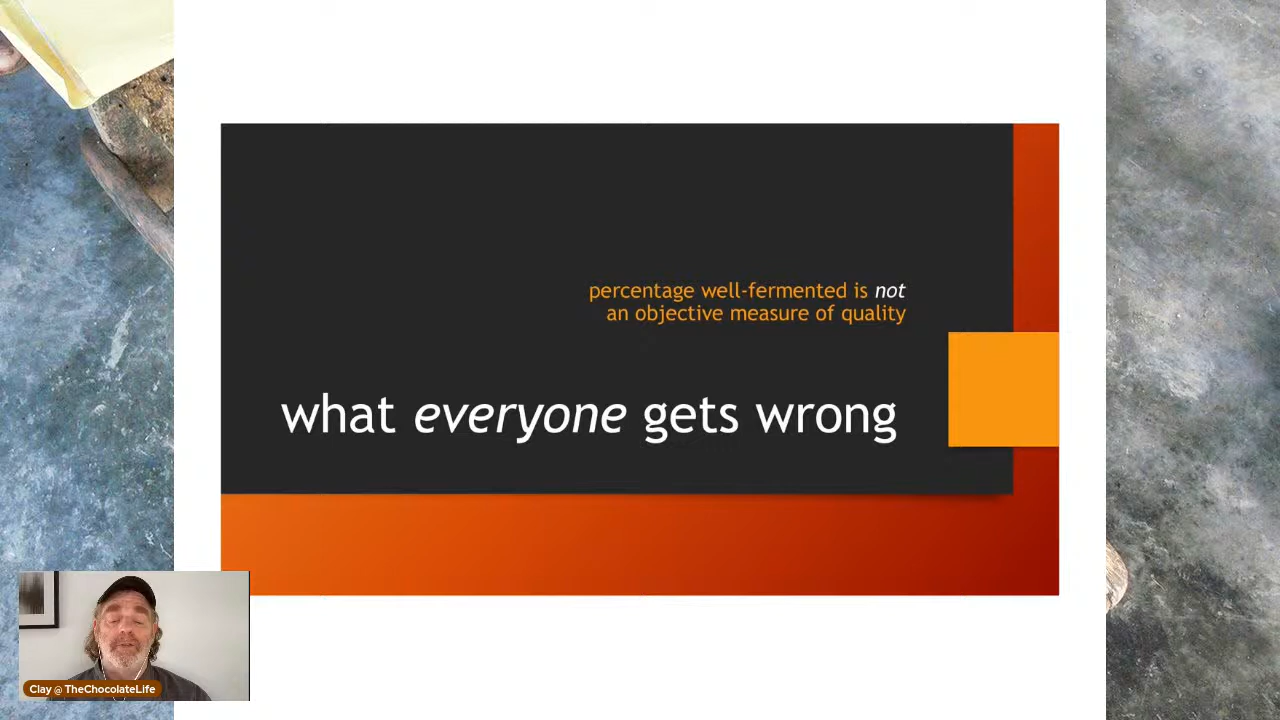 percentage well-fermented is not
an objective measure of quality
what everyone gets wrong
Clay @ TheChocolateLife